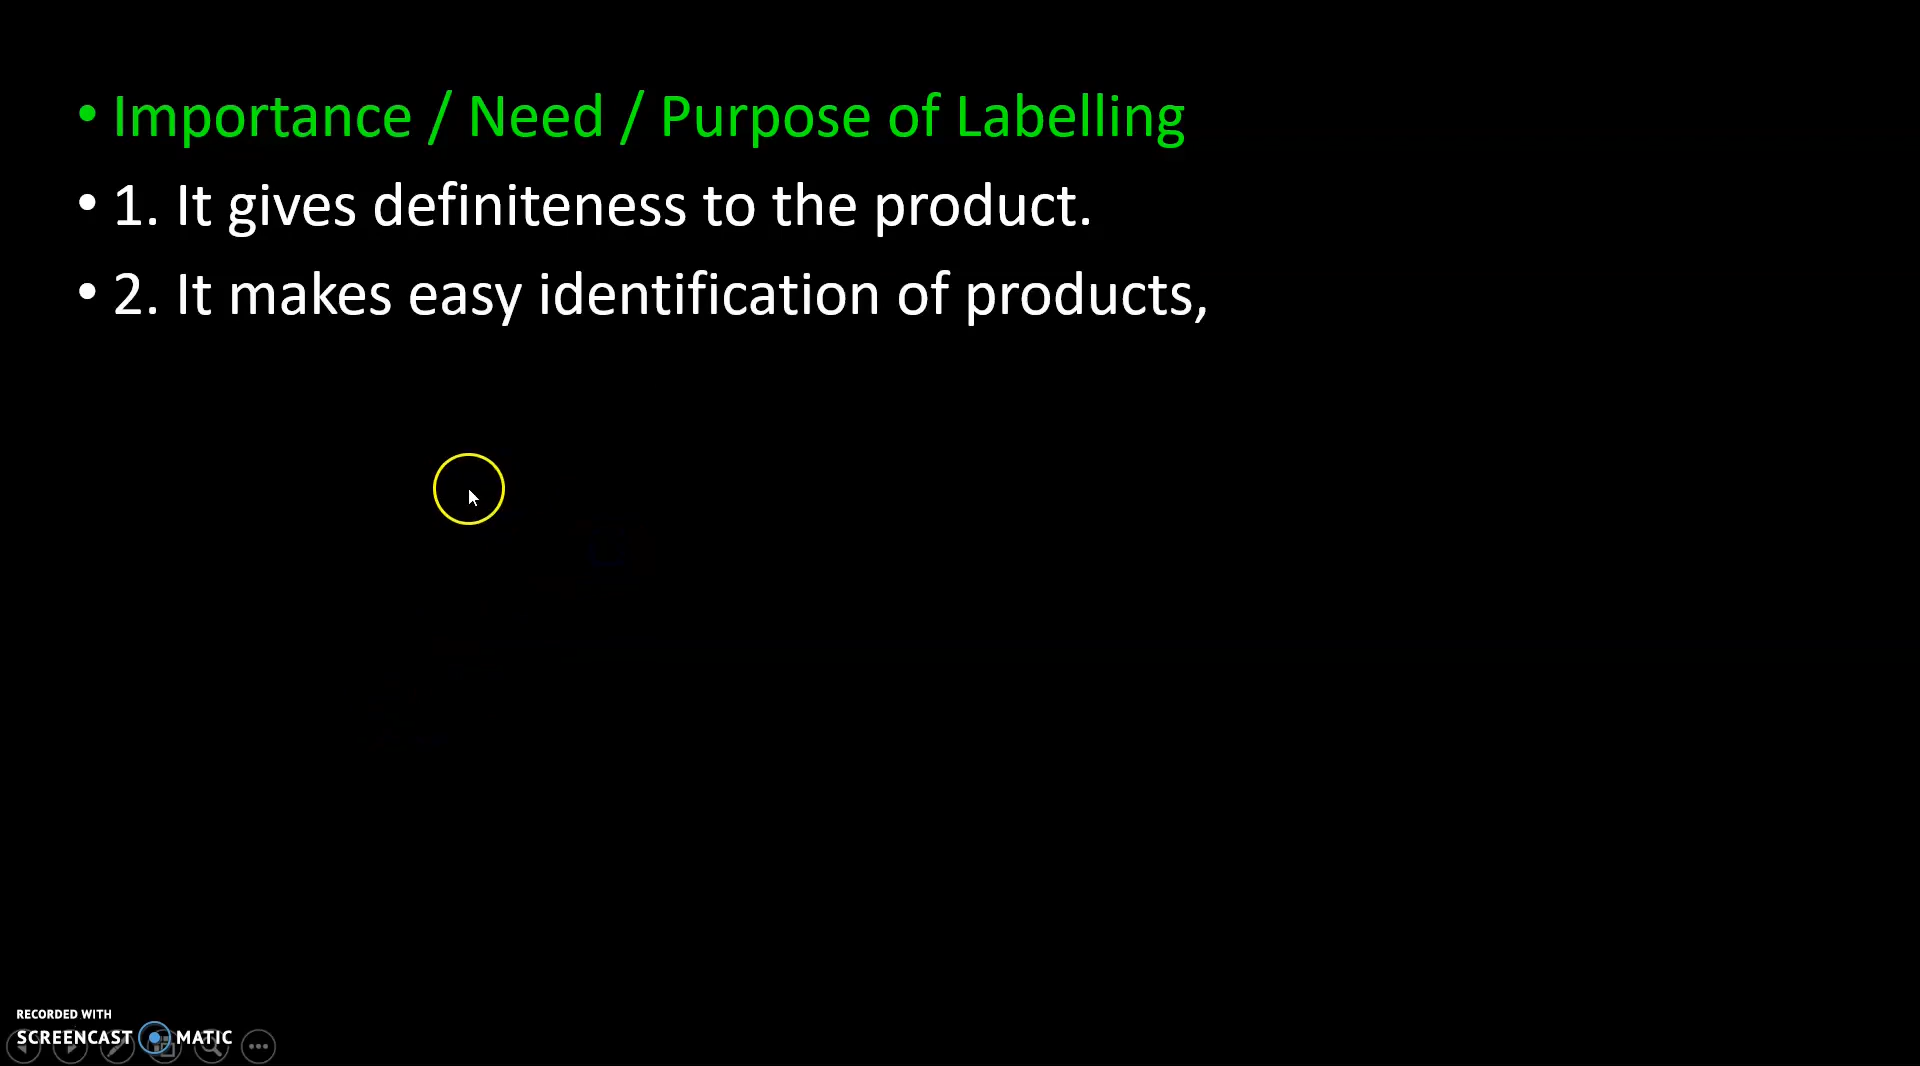 • Importance / Need / Purpose of Labelling
• 1. It gives definiteness to the product.
• 2. It makes easy identification of products,
RECORDED WITH
SCREENCAST MATIC